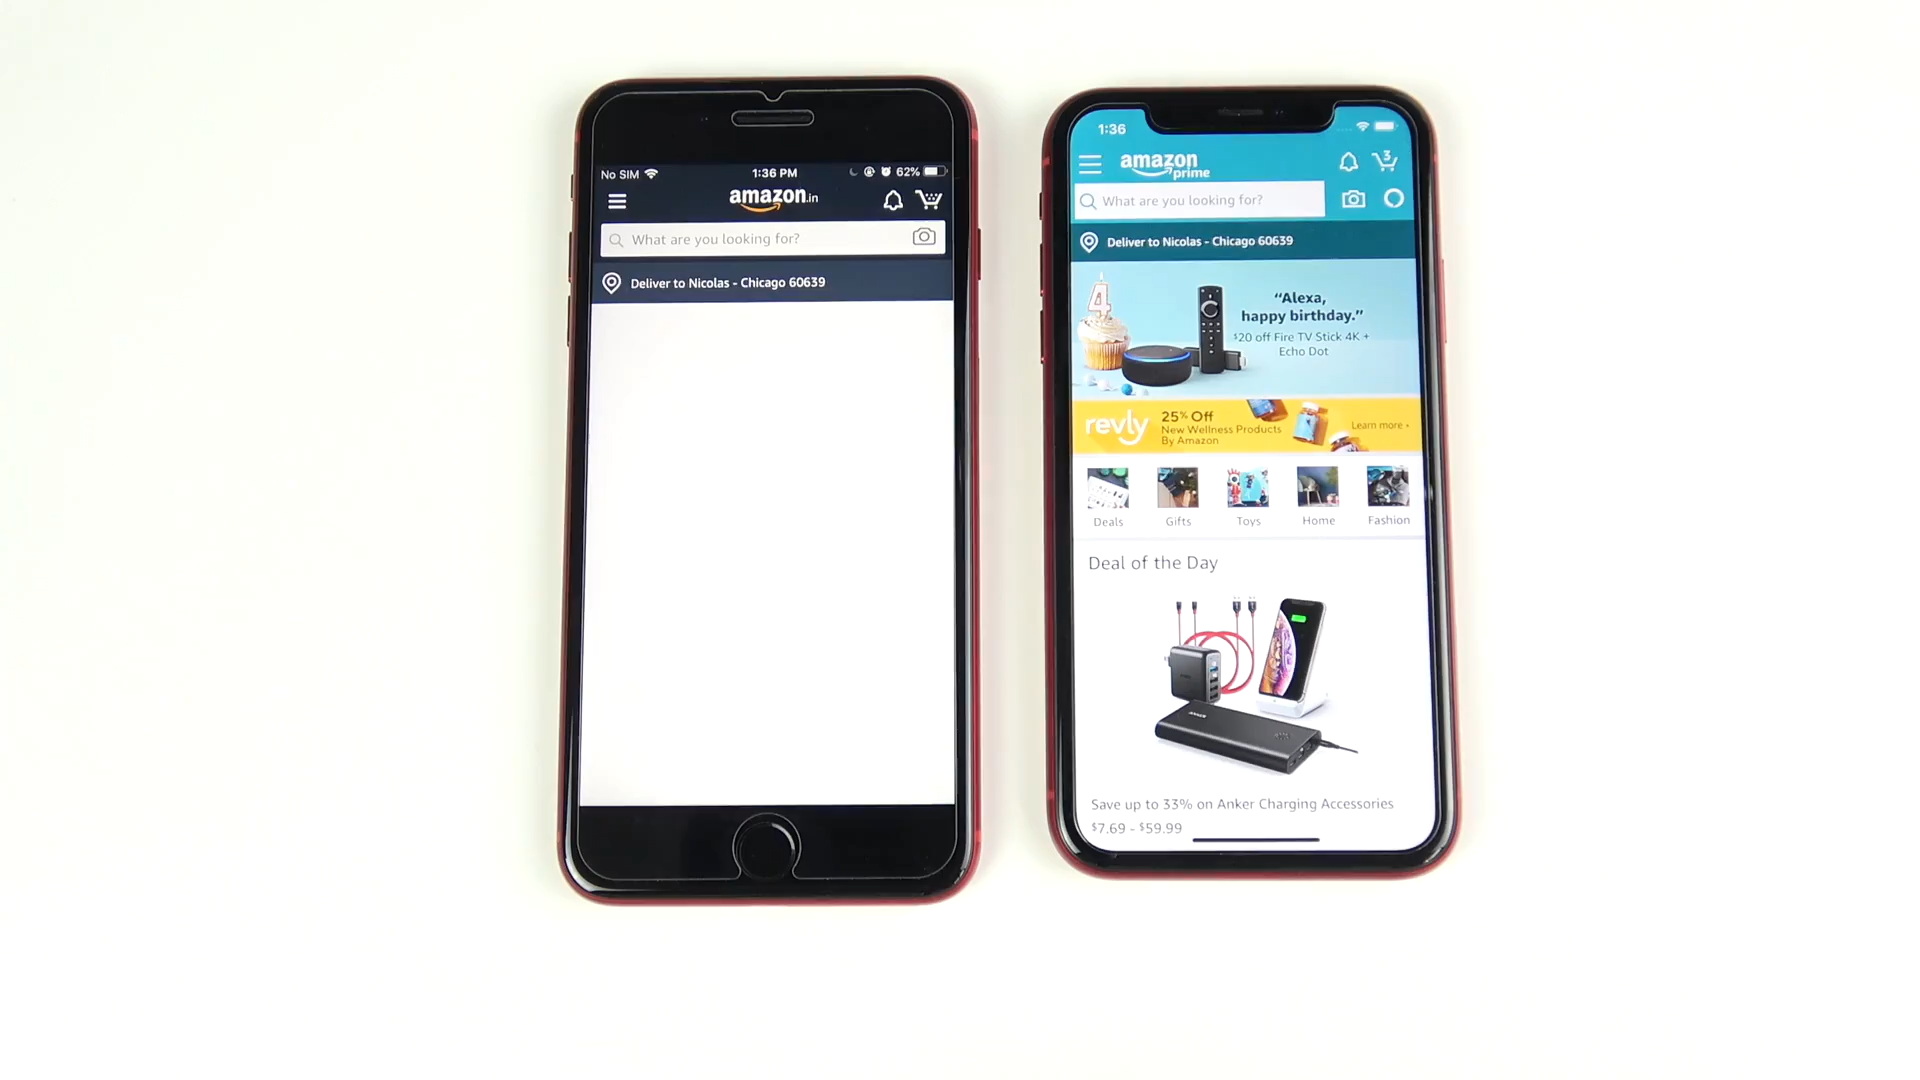 No SIM 1:36 PM 62%
amazon.in
What are you looking for?
Deliver to Nicolas - Chicago 60639
1:36
amazon
prime
3
What are you looking for?
Deliver to Nicolas - Chicago 60639
4
“Alexa,
happy birthday.”
$20 off Fire TV Stick 4K +
Echo Dot
revly
25% Off
New Wellness Products
By Amazon
Learn more
Deals Gifts Toys Home Fashion
Deal of the Day
ANKER
Save up to 33% on Anker Charging Accessories
$7.69 - $59.99